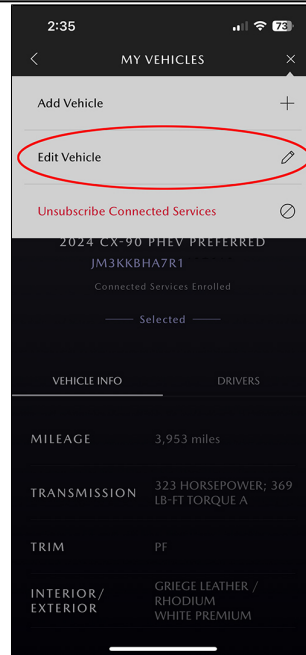 2:35
73
MY VEHICLES
Add Vehicle
Edit Vehicle
Unsubscribe Connected Services
2024 CX-90 PHEV PREFERRED
JM3KKBHA7R1
Connected Services Enrolled
Selected
VEHICLE INFO DRIVERS
MILEAGE 3,953 miles
TRANSMISSION 323 HORSEPOWER; 369
LB-FT TORQUE A
TRIM PF
INTERIOR/ GRIEGE LEATHER /
EXTERIOR RHODIUM
WHITE PREMIUM